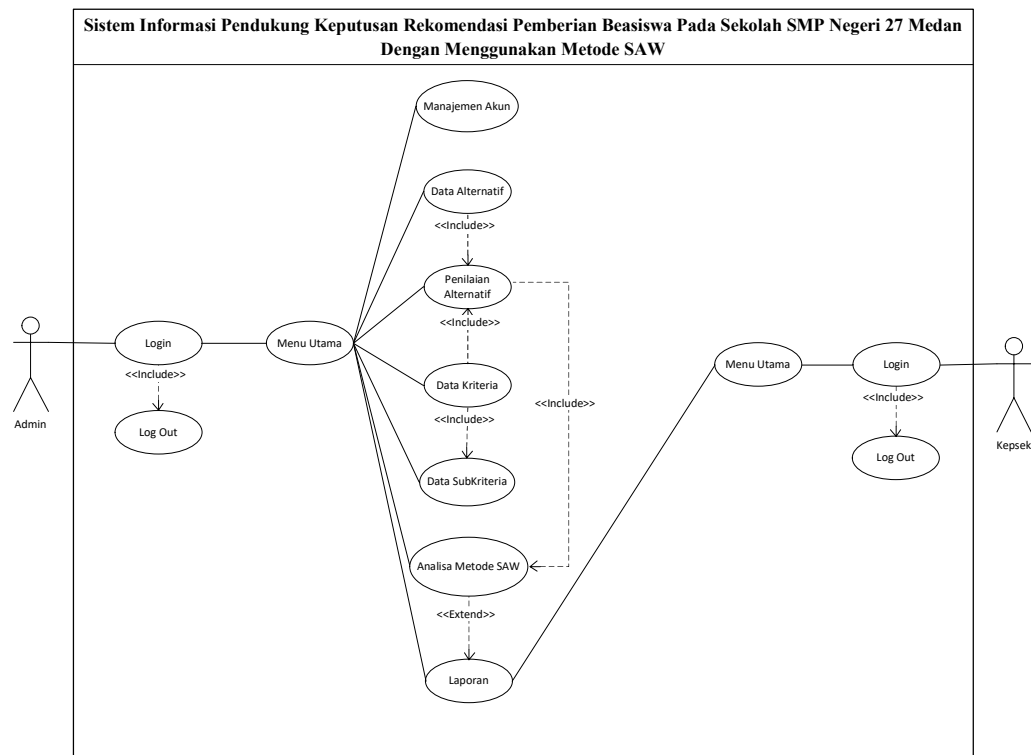 Sistem Informasi Pendukung Keputusan Rekomendasi Pemberian Beasiswa Pada Sekolah SMP Negeri 27 Medan
Dengan Menggunakan Metode SAW
Manajemen Akun
Data Alternatif
<<Include>>
Penilaian
Alternatif
<<Include>>
Login
Menu Utama
<<Include>>
Admin
Log Out
Data Kriteria
<<Include>>
<<Include>>
Data SubKriteria
Analisa Metode SAW
<<Extend>>
Laporan
Menu Utama
Login
<<Include>>
Kepsek
Log Out